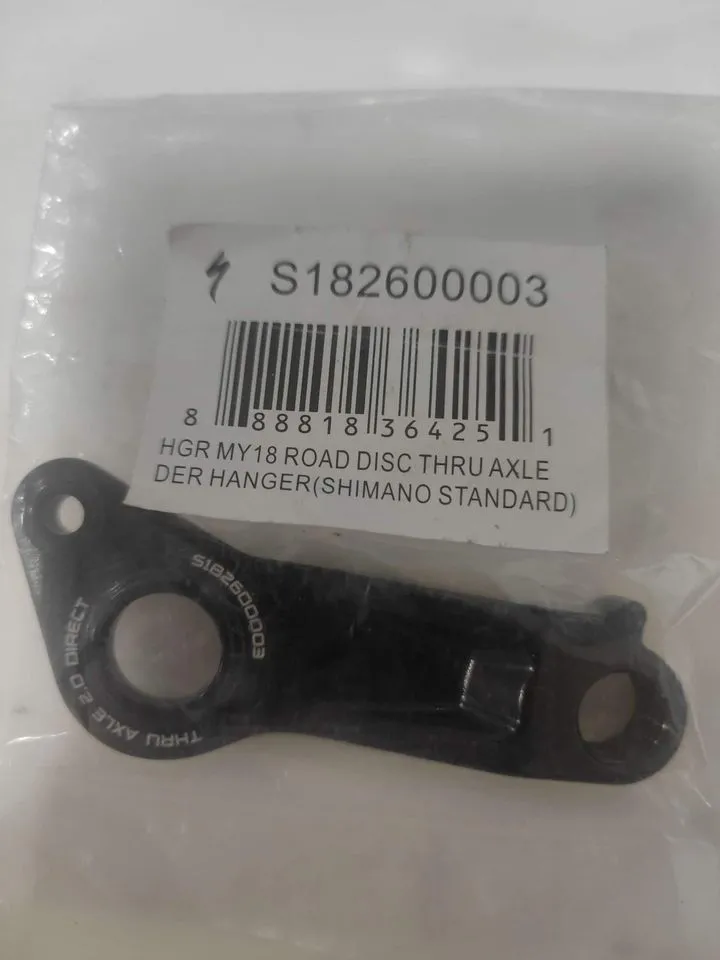 S182600003
8 88818 36425 1
HGR MY18 ROAD DISC THRU AXLE
DER HANGER(SHIMANO STANDARD)
S182600003
THRU AXLE 2.0 DIRECT